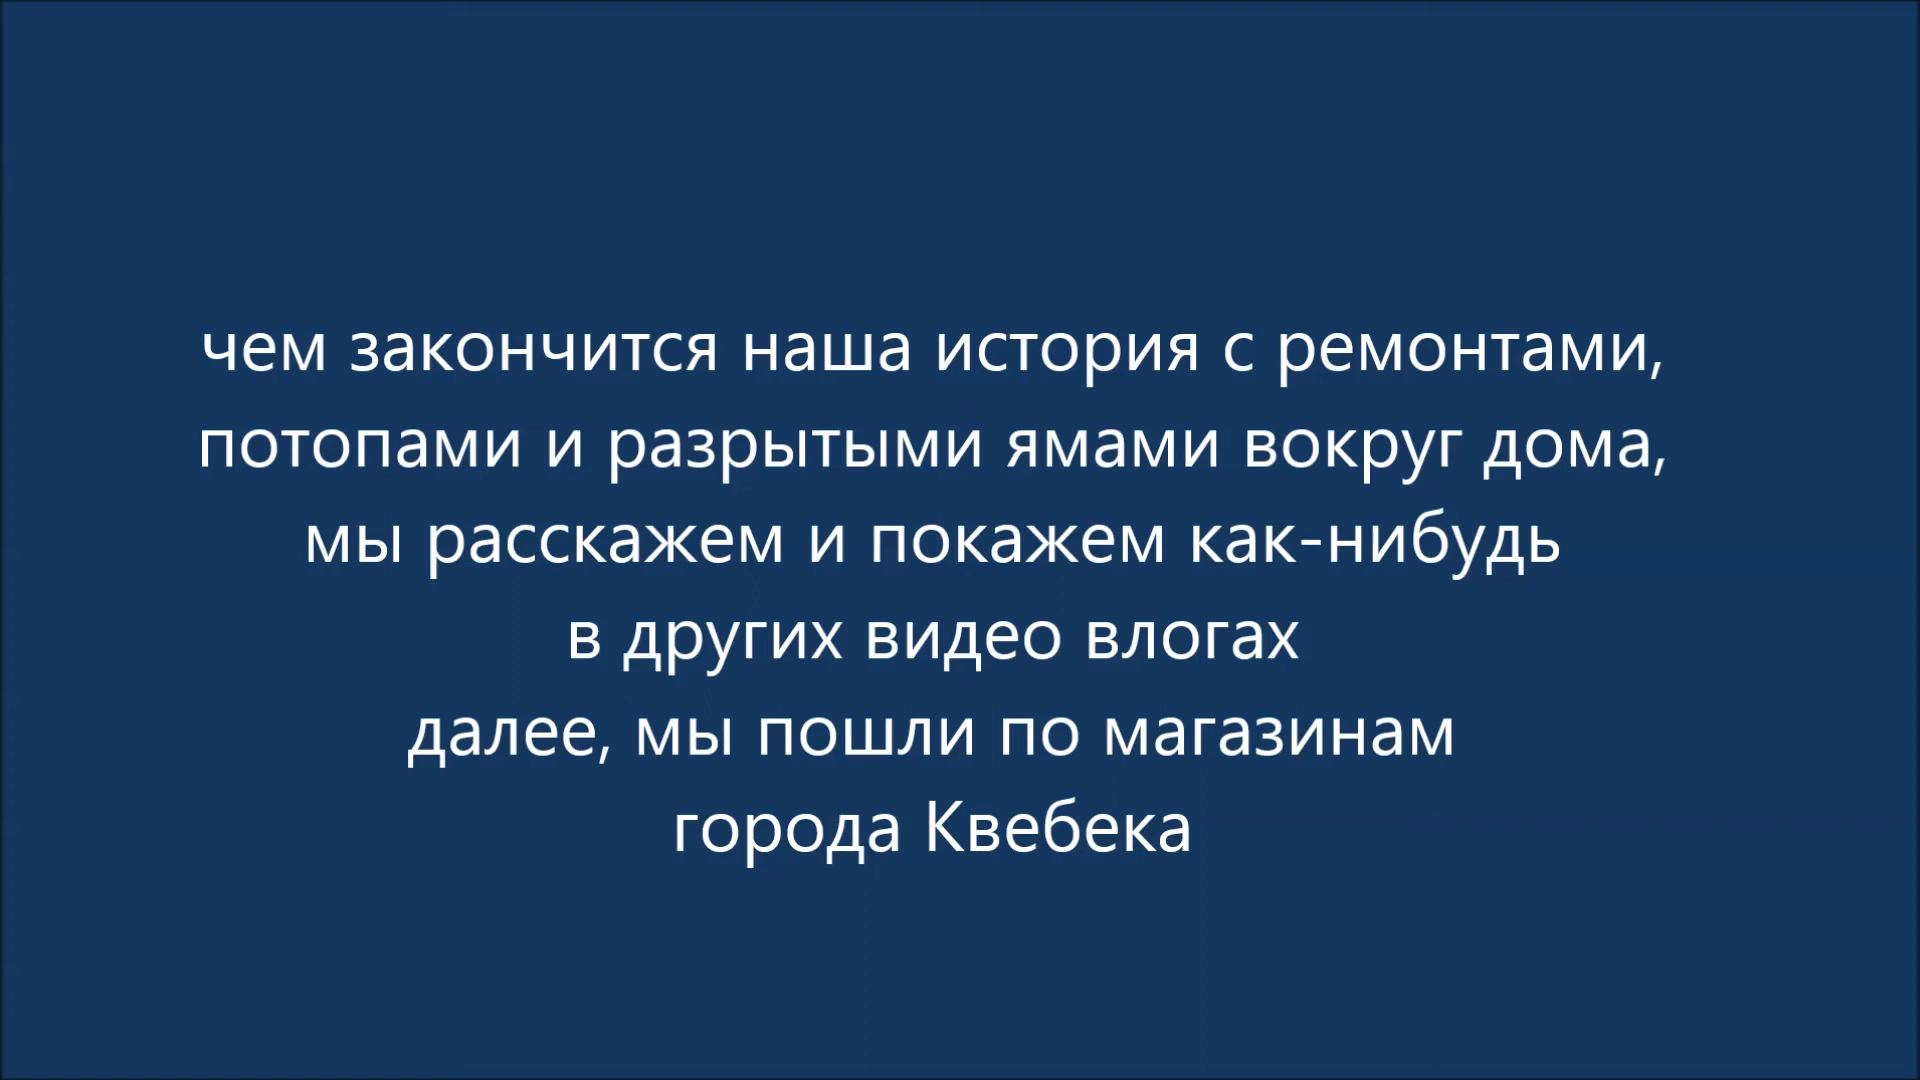 чем закончится наша история с ремонтами,
потопами и разрытыми ямами вокруг дома,
мы расскажем и покажем как-нибудь
в других видео влогах
далее, мы пошли по магазинам
города Квебека